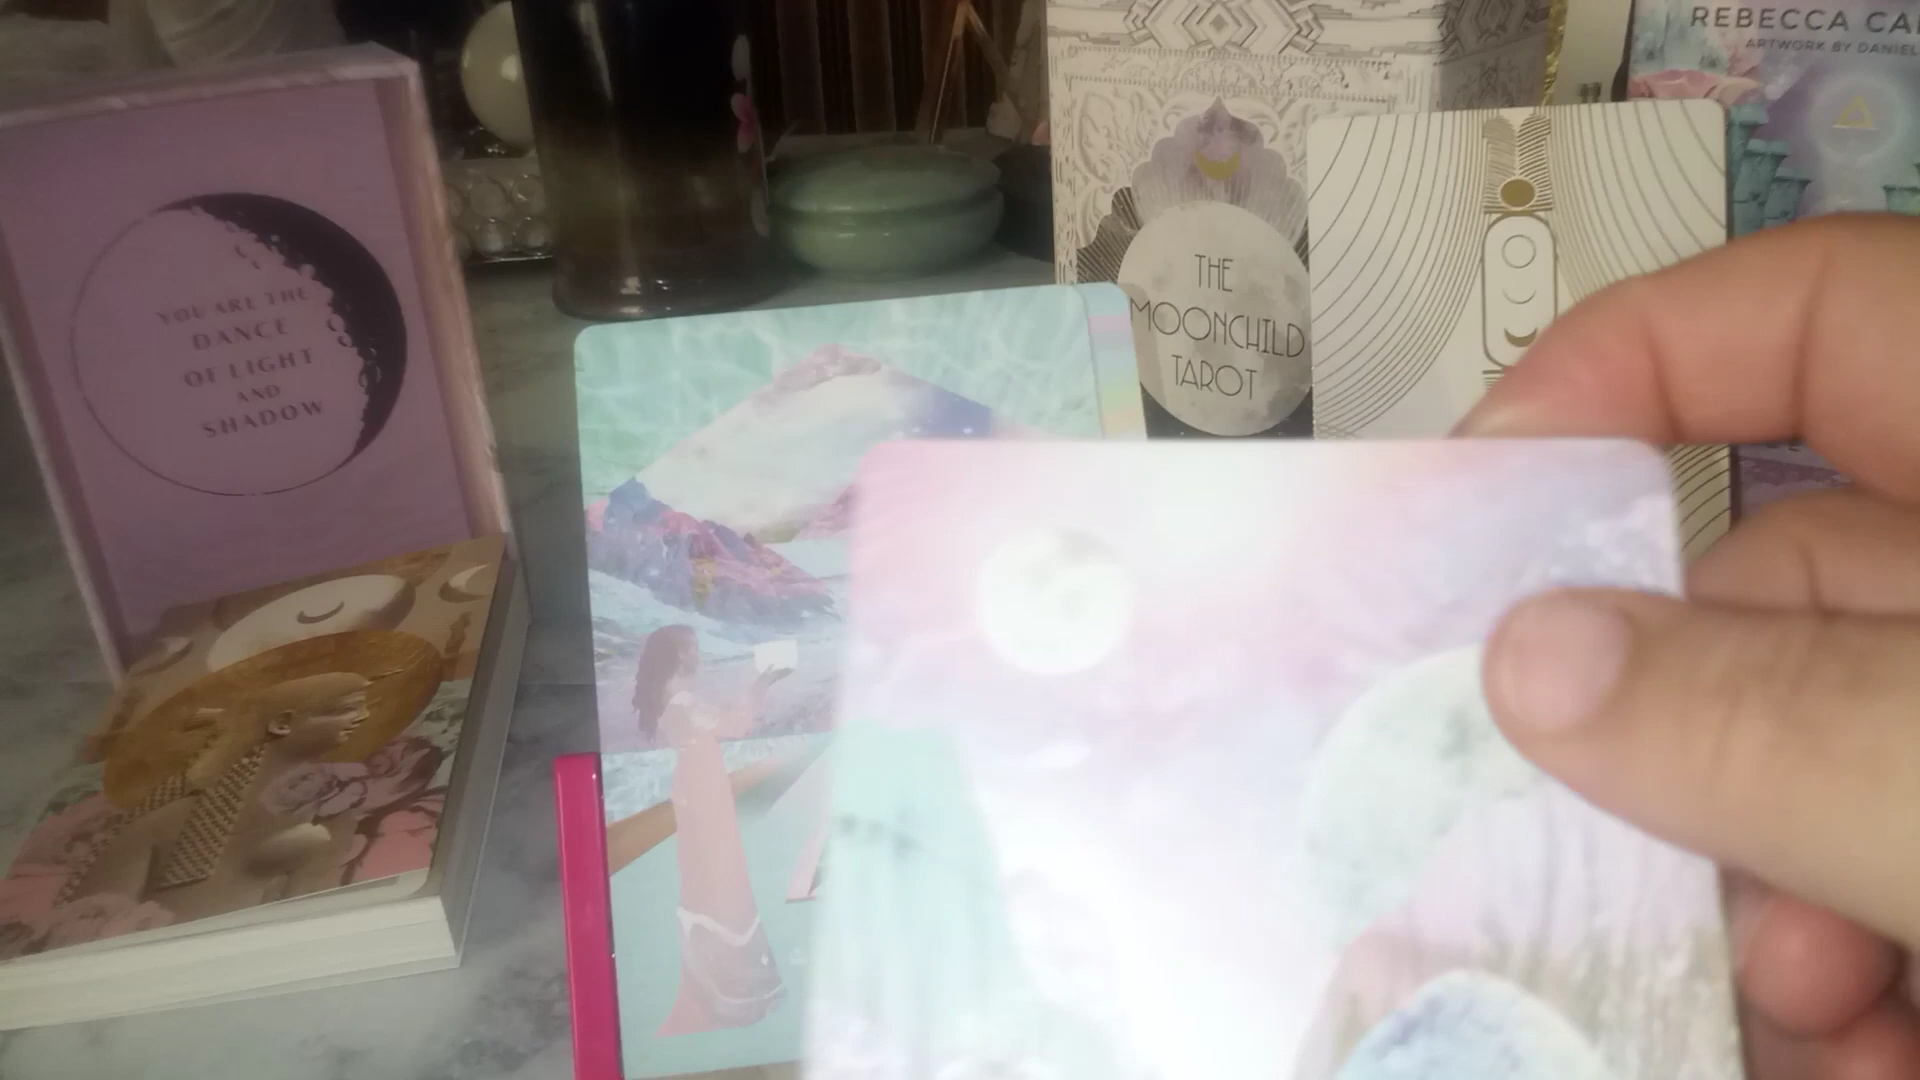 YOU ARE THE
DANCE
OF LIGHT
AND
SHADOW
THE
MOONCHILD
TAROT
REBECCA CA
ARTWORK BY DANIEL